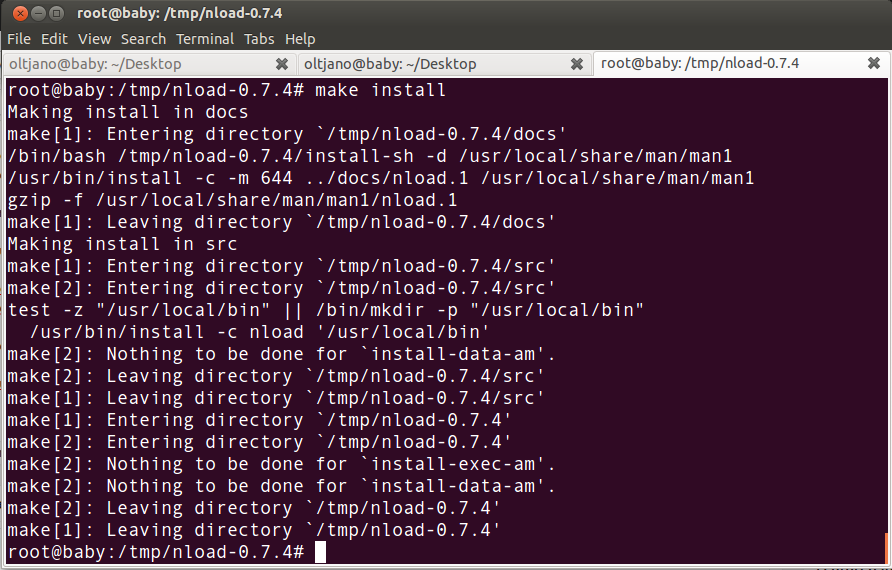 root@baby: /tmp/nload-0.7.4
File Edit View Search Terminal Tabs Help
oltjano@baby: ~/Desktop oltjano@baby: ~/Desktop root@baby: /tmp/nload-0.7.4
root@baby:/tmp/nload-0.7.4# make install
Making install in docs
make[1]: Entering directory `/tmp/nload-0.7.4/docs'
/bin/bash /tmp/nload-0.7.4/install-sh -d /usr/local/share/man/man1
/usr/bin/install -c -m 644 ../docs/nload.1 /usr/local/share/man/man1
gzip -f /usr/local/share/man/man1/nload.1
make[1]: Leaving directory `/tmp/nload-0.7.4/docs'
Making install in src
make[1]: Entering directory `/tmp/nload-0.7.4/src'
make[2]: Entering directory `/tmp/nload-0.7.4/src'
test -z "/usr/local/bin" || /bin/mkdir -p "/usr/local/bin"
  /usr/bin/install -c nload '/usr/local/bin'
make[2]: Nothing to be done for `install-data-am'.
make[2]: Leaving directory `/tmp/nload-0.7.4/src'
make[1]: Leaving directory `/tmp/nload-0.7.4/src'
make[1]: Entering directory `/tmp/nload-0.7.4'
make[2]: Entering directory `/tmp/nload-0.7.4'
make[2]: Nothing to be done for `install-exec-am'.
make[2]: Nothing to be done for `install-data-am'.
make[2]: Leaving directory `/tmp/nload-0.7.4'
make[1]: Leaving directory `/tmp/nload-0.7.4'
root@baby:/tmp/nload-0.7.4#